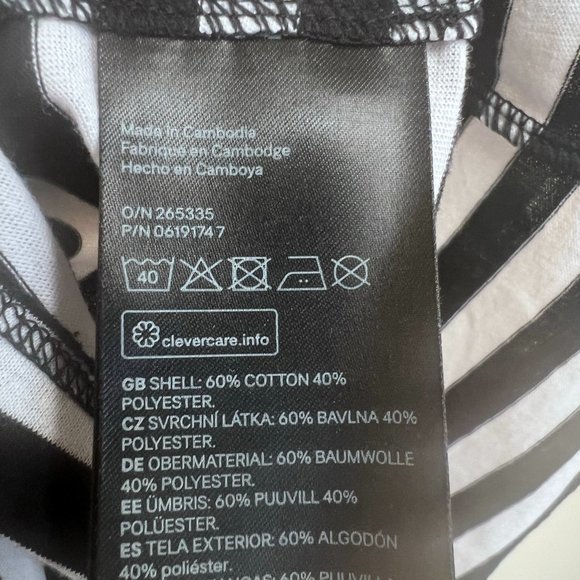 Made in Cambodia
Fabriqué en Cambodge
Hecho en Camboya
O/N 265335
P/N 06191747
40
clevercare.info
GB SHELL: 60% COTTON 40%
POLYESTER.
CZ SVRCHNÍ LÁTKA: 60% BAVLNA 40%
POLYESTER.
DE OBERMATERIAL: 60% BAUMWOLLE
40% POLYESTER.
EE ÜMBRIS: 60% PUUVILL 40%
POLÜESTER.
ES TELA EXTERIOR: 60% ALGODÓN
40% poliéster.